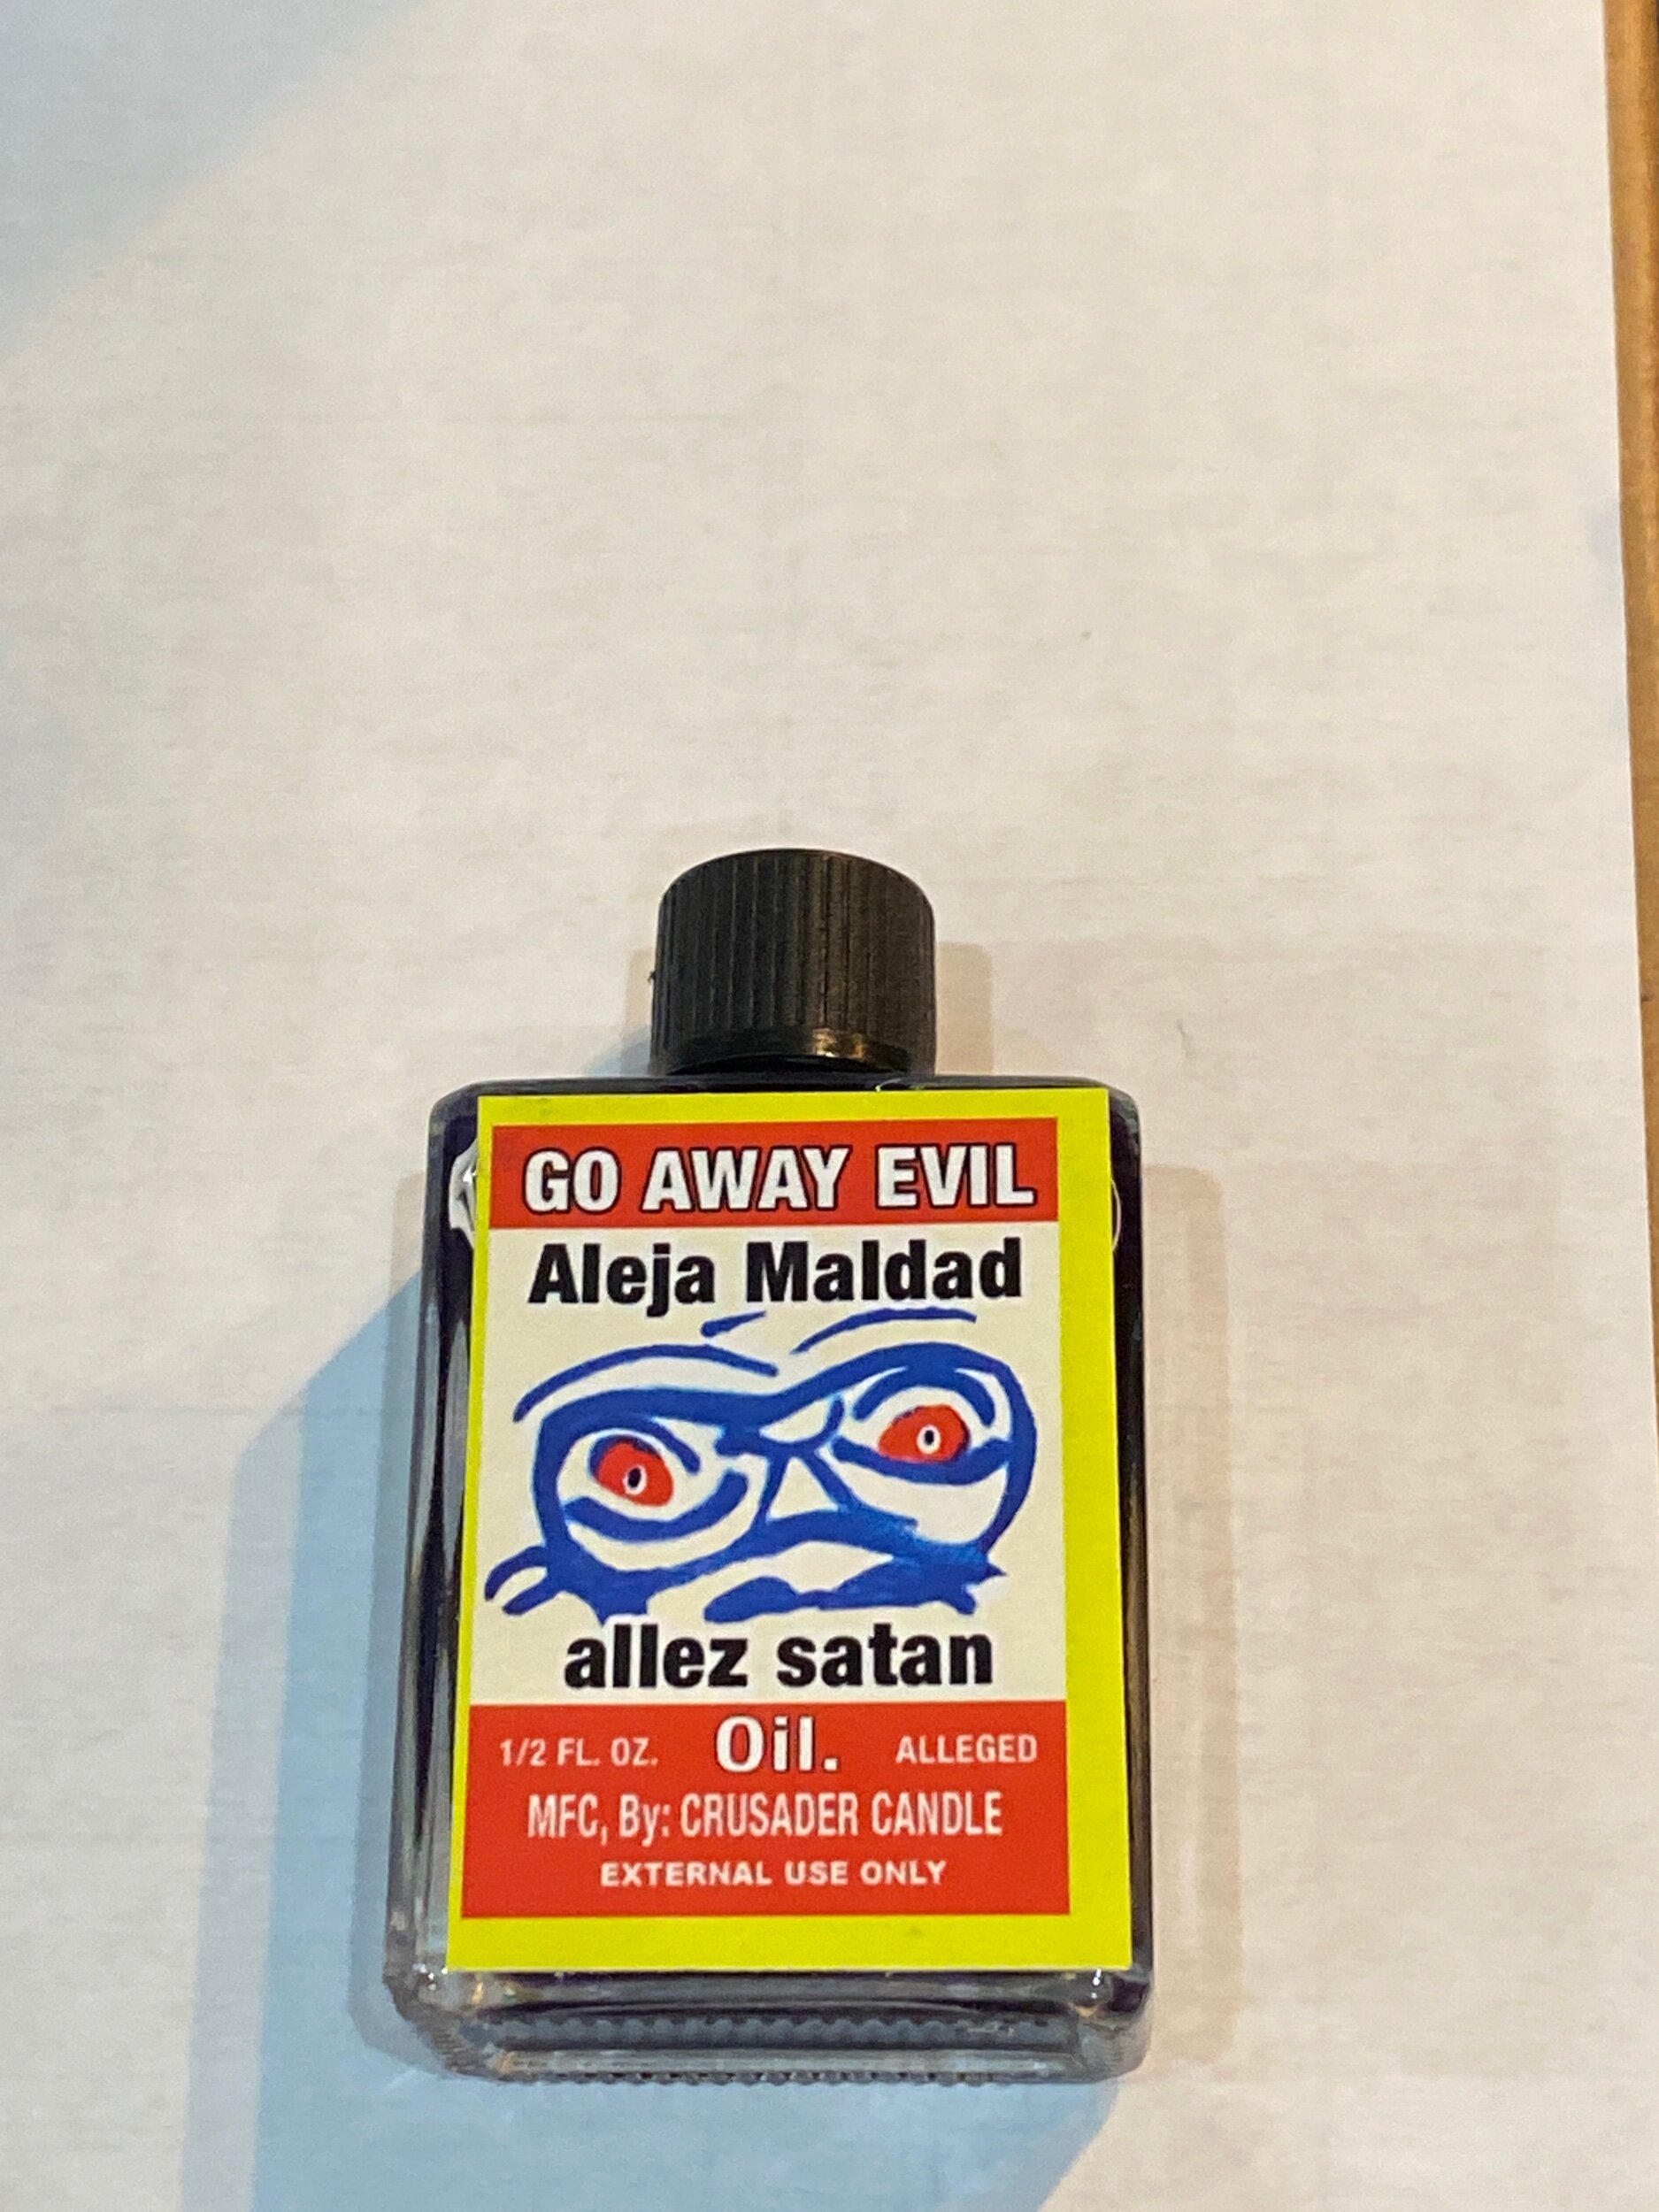 GO AWAY EVIL
Aleja Maldad
allez satan
1/2 FL. OZ. Oil. ALLEGED
MFC, By: CRUSADER CANDLE
EXTERNAL USE ONLY